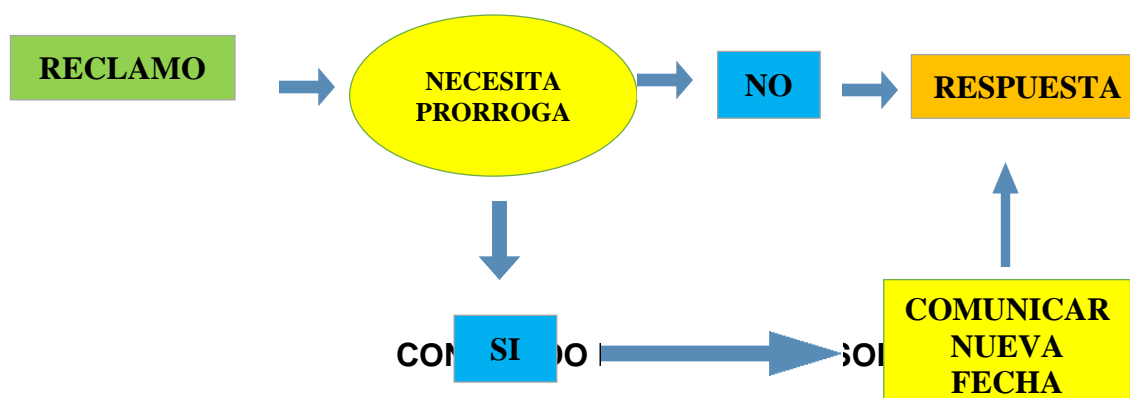 RECLAMO
NECESITA
PRORROGA
NO
RESPUESTA
SI
COMUNICAR
NUEVA
FECHA